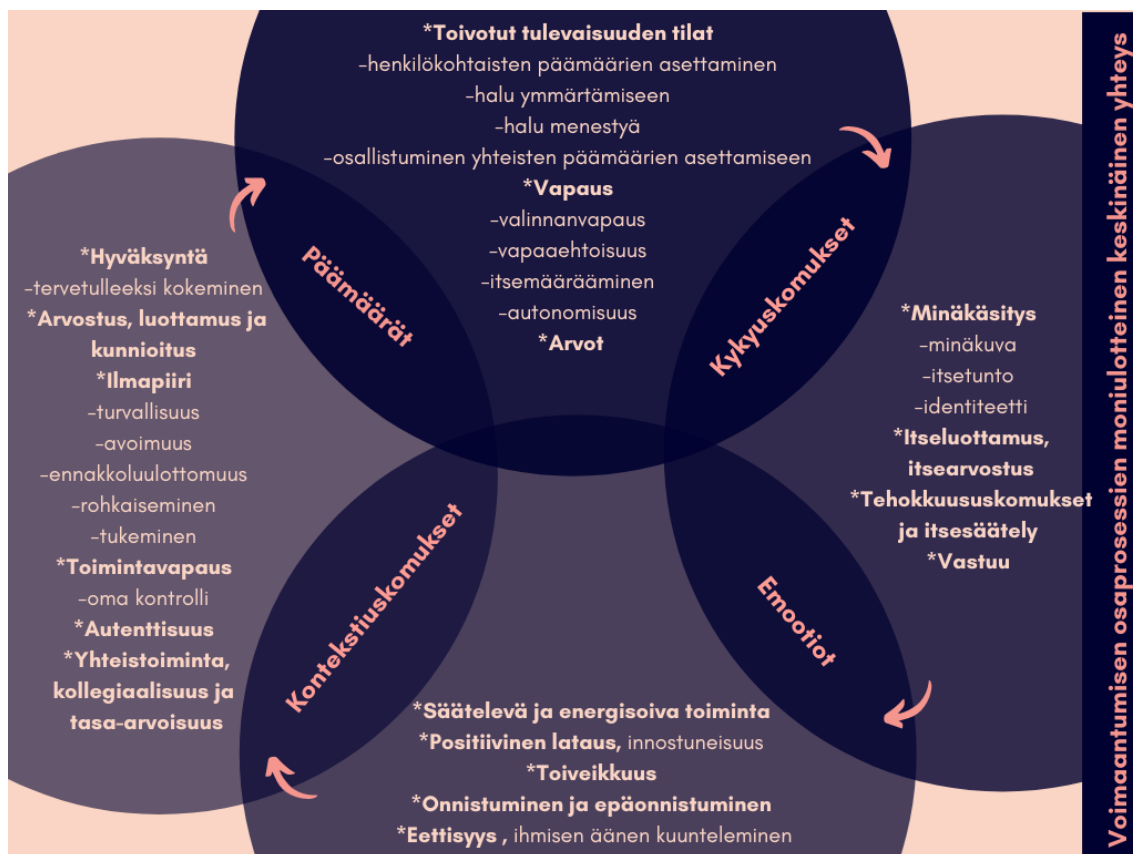 *Toivotut tulevaisuuden tilat
-henkilökohtaisten päämäärien asettaminen
-halu ymmärtämiseen
-halu menestyä
-osallistuminen yhteisten päämäärien asettamiseen
*Vapaus
-valinnanvapaus
-vapaaehtoisuus
-itsemäärääminen
-autonomisuus
*Arvot
Päämäärät
Kykyuskomukset
*Hyväksyntä
-tervetulleeksi kokeminen
*Arvostus, luottamus ja
kunnioitus
*Ilmapiiri
-turvallisuus
-avoimuus
-ennakkoluulottomuus
-rohkaiseminen
-tukeminen
*Toimintavapaus
-oma kontrolli
*Autenttisuus
*Yhteistoiminta,
kollegiaalisuus ja
tasa-arvoisuus
*Minäkäsitys
-minäkuva
-itsetunto
-identiteetti
*Itseluottamus,
itsearvostus
*Tehokkuususkomukset
ja itsesäätely
*Vastuu
Kontekstiuskomukset
Emootiot
*Säätelevä ja energisoiva toiminta
*Positiivinen lataus, innostuneisuus
*Toiveikkuus
*Onnistuminen ja epäonnistuminen
*Eettisyys , ihmisen äänen kuunteleminen
Voimaantumisen osaprosessien moniulotteinen keskinäinen yhteys